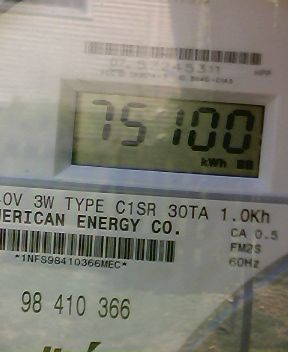 75100
kWh
0V 3W TYPE C1SR 30TA 1.0Kh
MERICAN ENERGY CO.
CA 0.5
FM2S
60Hz
*1NFS98410366MEC*
98 410 366